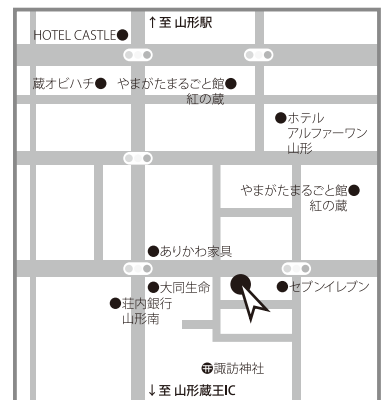 ↑至 山形駅
HOTEL CASTLE
蔵オビハチ
やまがたまるごと館
紅の蔵
ホテル
アルファーワン
山形
やまがたまるごと館
紅の蔵
ありかわ家具
大同生命
セブンイレブン
荘内銀行
山形南
諏訪神社
↓至 山形蔵王IC